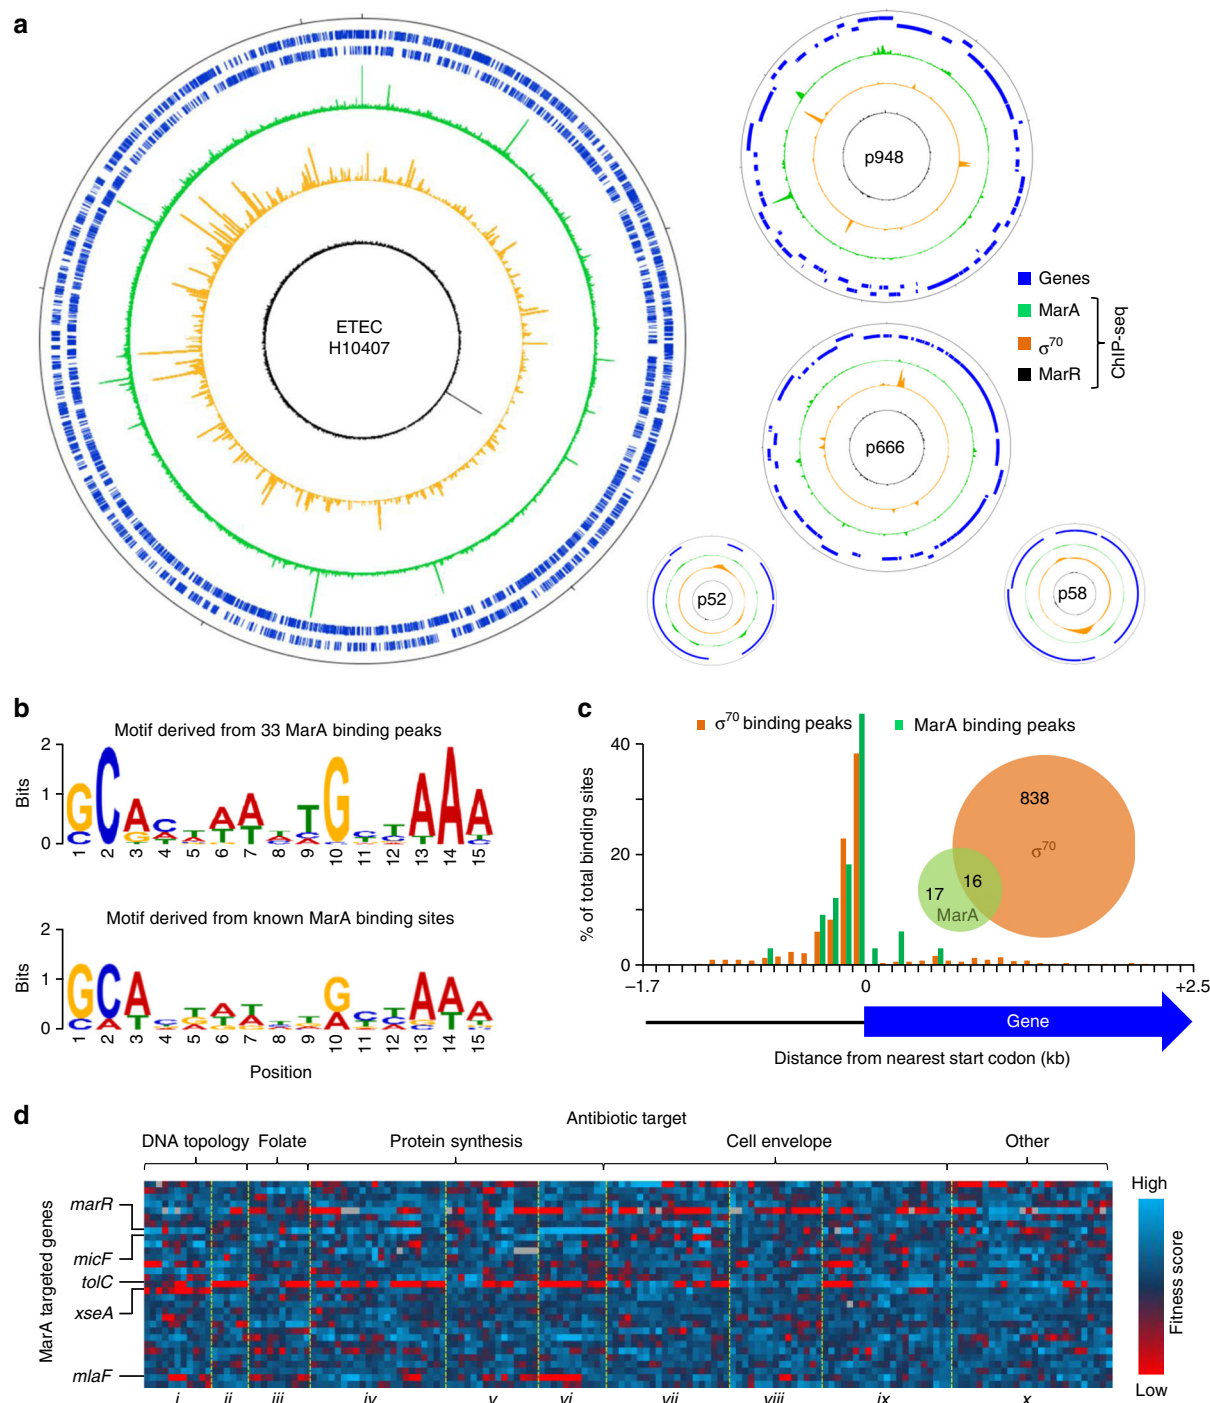 a
ETEC
H10407
p948
Genes
MarA
σ70
MarR
ChIP-seq
p666
p52
p58
b
Motif derived from 33 MarA binding peaks
2
1
0
Bits
1 2 3 4 5 6 7 8 9 10 11 12 13 14 15
Motif derived from known MarA binding sites
2
1
0
Bits
1 2 3 4 5 6 7 8 9 10 11 12 13 14 15
Position
c
σ70 binding peaks
MarA binding peaks
% of total binding sites
40
20
0
838
σ70
16
17
MarA
−1.7
0
+2.5
Gene
Distance from nearest start codon (kb)
d
Antibiotic target
DNA topology
Folate
Protein synthesis
Cell envelope
Other
MarA targeted genes
marR
micF
tolC
xseA
mlaF
i ii iii iv v vi vii viii ix x
High
Fitness score
Low